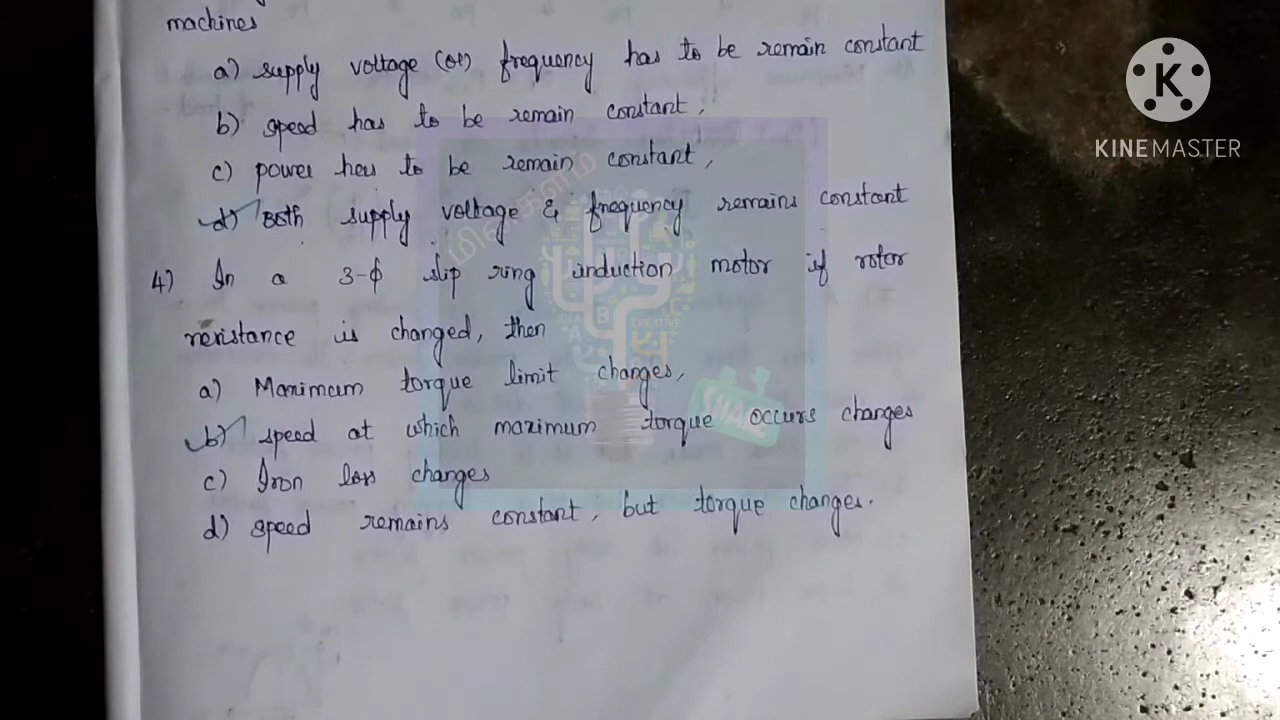 machines
a) supply voltage (or) frequency has to be remain constant
b) speed has to be remain constant,
c) power has to be remain constant,
d) Both supply voltage & frequency remains constant
4) In a 3-ϕ slip ring induction motor if rotor
resistance is changed, then
a) Maximum torque limit changes,
b) speed at which maximum torque occurs changes
c) Iron loss changes
d) speed remains constant, but torque changes.
K
KINEMASTER
மின்களம்
B
C
A
CREATIVE
SHARE